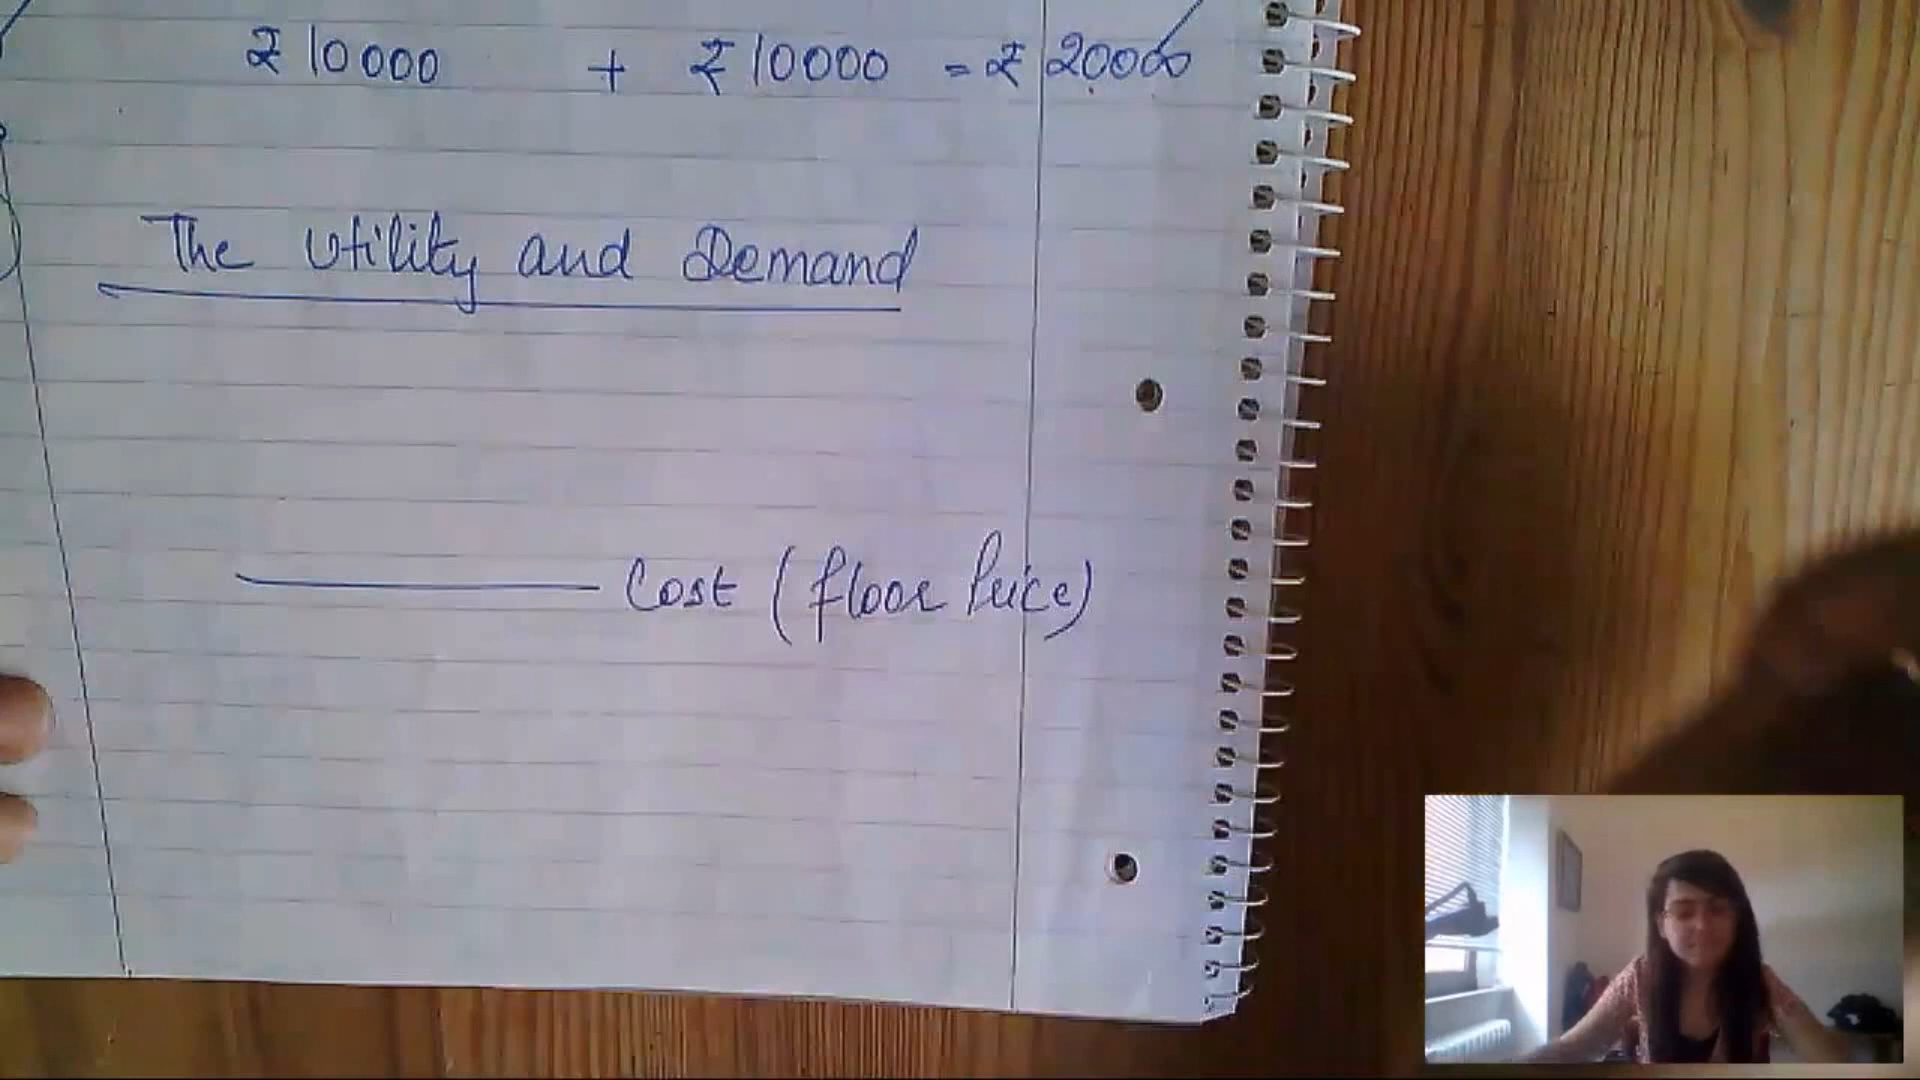 ₹ 10000 + ₹ 10000 = ₹ 20000
The Utility and Demand
Cost (floor Price)